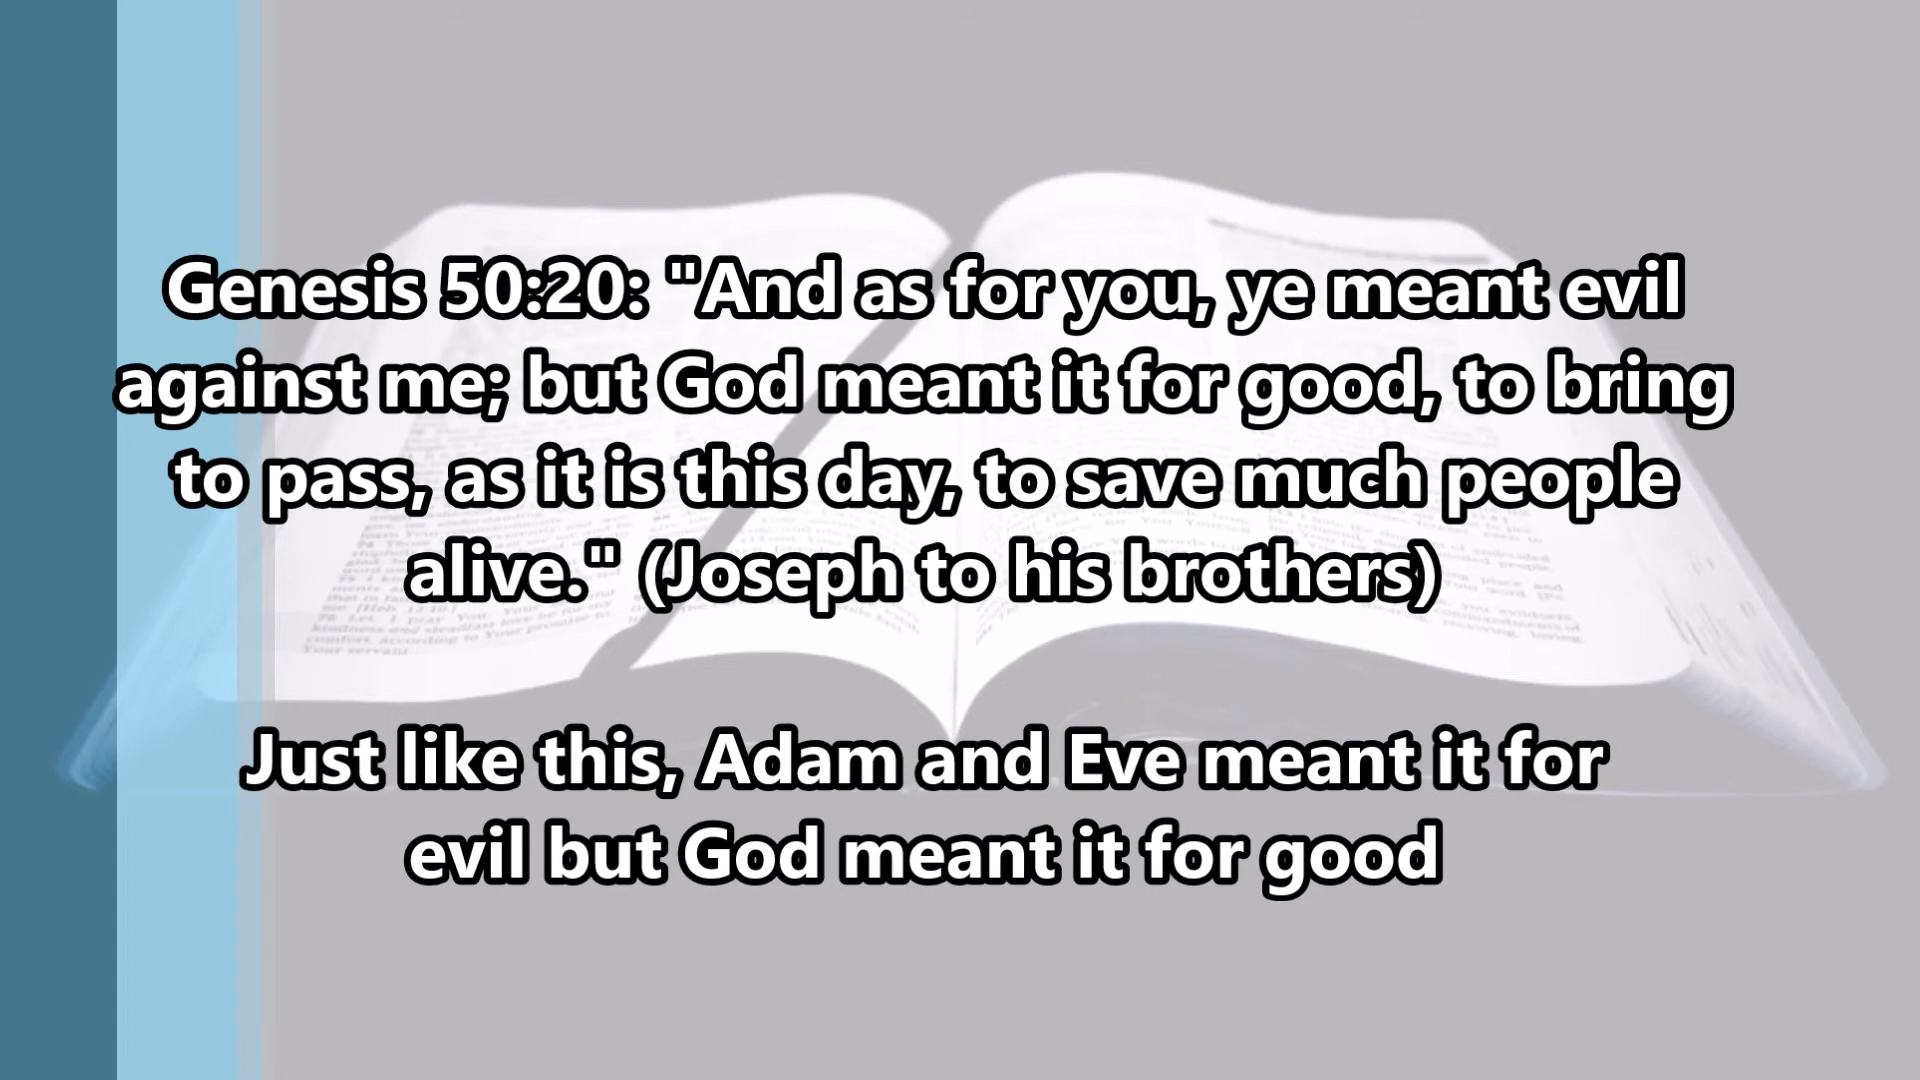 Genesis 50:20: "And as for you, ye meant evil
against me; but God meant it for good, to bring
to pass, as it is this day, to save much people
alive." (Joseph to his brothers)
Just like this, Adam and Eve meant it for
evil but God meant it for good